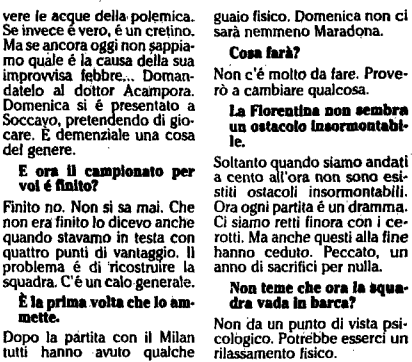 vere le acque della polemica.
Se invece é vero, é un cretino.
Ma se ancora oggi non sappia-
mo quale é la causa della sua
improvvisa febbre... Doman-
datelo al dottor Acampora.
Domenica si é presentato a
Soccavo, pretendendo di gio-
care. È demenziale una cosa
del genere.
E ora il campionato per
voi é finito?
Finito no. Non si sa mai. Che
non era finito lo dicevo anche
quando stavamo in testa con
quattro punti di vantaggio. Il
problema é di ricostruire la
squadra. C'é un calo generale.
È la prima volta che lo am-
mette.
Dopo la partita con il Milan
tutti hanno avuto qualche
guaio fisico. Domenica non ci
sarà nemmeno Maradona.
Cosa farà?
Non c'é molto da fare. Prove-
rò a cambiare qualcosa.
La Fiorentina non sembra
un ostacolo insormontabi-
le.
Soltanto quando siamo andati
a cento all'ora non sono esi-
stiti ostacoli insormontabili.
Ora ogni partita é un dramma.
Ci siamo retti finora con i ce-
rotti. Ma anche questi alla fine
hanno ceduto. Peccato, un
anno di sacrifici per nulla.
Non teme che ora la squa-
dra vada in barca?
Non da un punto di vista psi-
cologico. Potrebbe esserci un
rilassamento fisico.